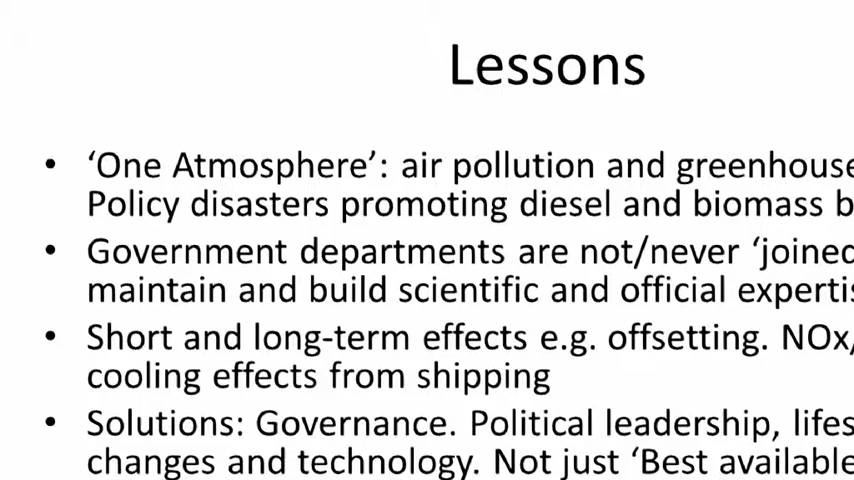 Lessons
• ‘One Atmosphere’: air pollution and greenhouse
Policy disasters promoting diesel and biomass b
• Government departments are not/never ‘joined
maintain and build scientific and official expertis
• Short and long-term effects e.g. offsetting. NOx/
cooling effects from shipping
• Solutions: Governance. Political leadership, lifes
changes and technology. Not just ‘Best available